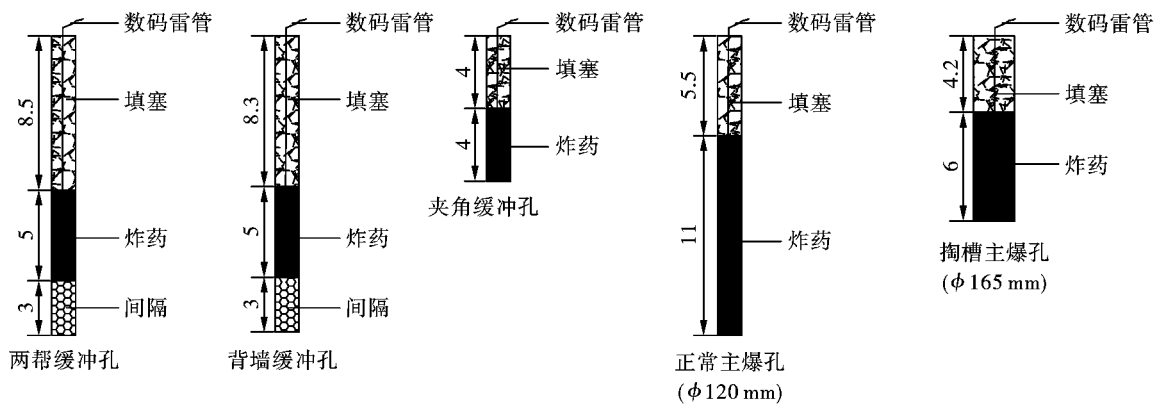 数码雷管
8.5
填塞
5
炸药
3
间隔
两帮缓冲孔
数码雷管
8.3
填塞
5
炸药
3
间隔
背墙缓冲孔
数码雷管
4
填塞
4
炸药
夹角缓冲孔
数码雷管
5.5
填塞
11
炸药
正常主爆孔
(ϕ120 mm)
数码雷管
4.2
填塞
6
炸药
掏槽主爆孔
(ϕ165 mm)